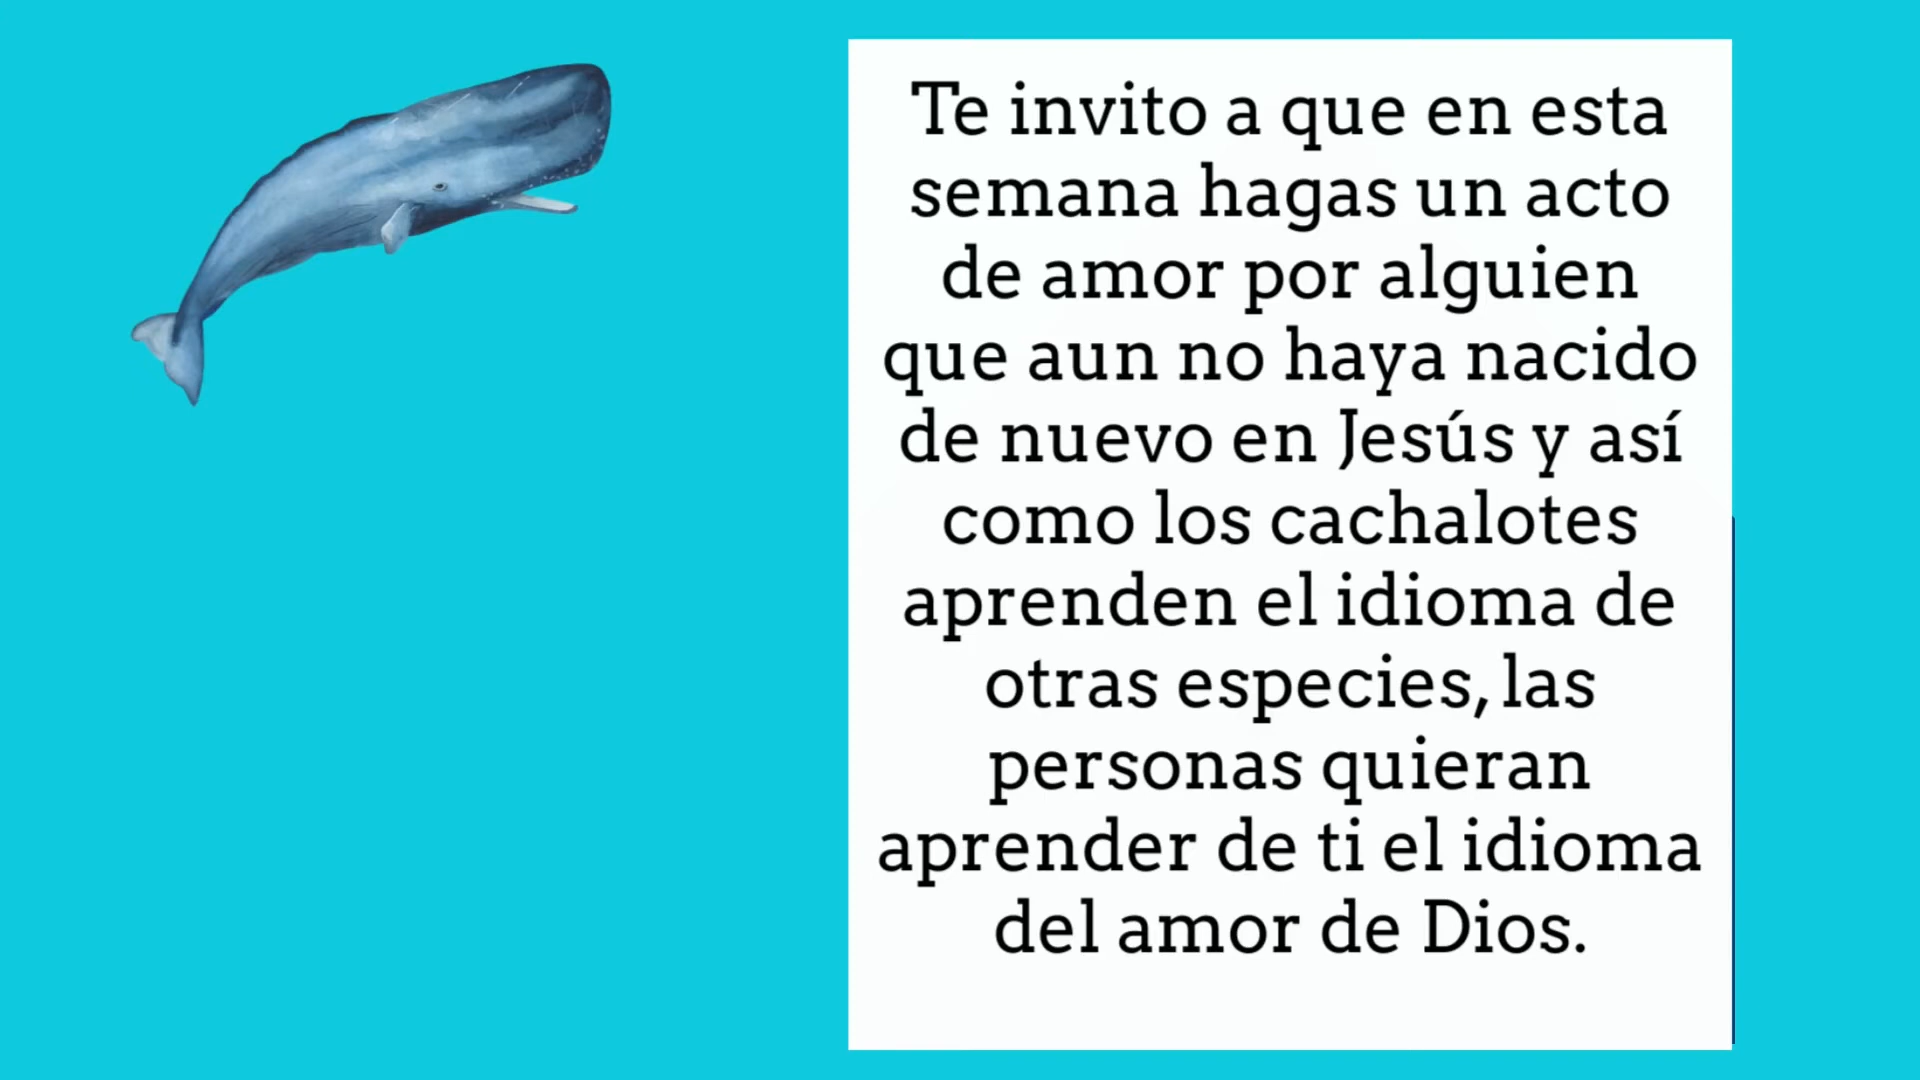 Te invito a que en esta
semana hagas un acto
de amor por alguien
que aun no haya nacido
de nuevo en Jesús y así
como los cachalotes
aprenden el idioma de
otras especies, las
personas quieran
aprender de ti el idioma
del amor de Dios.